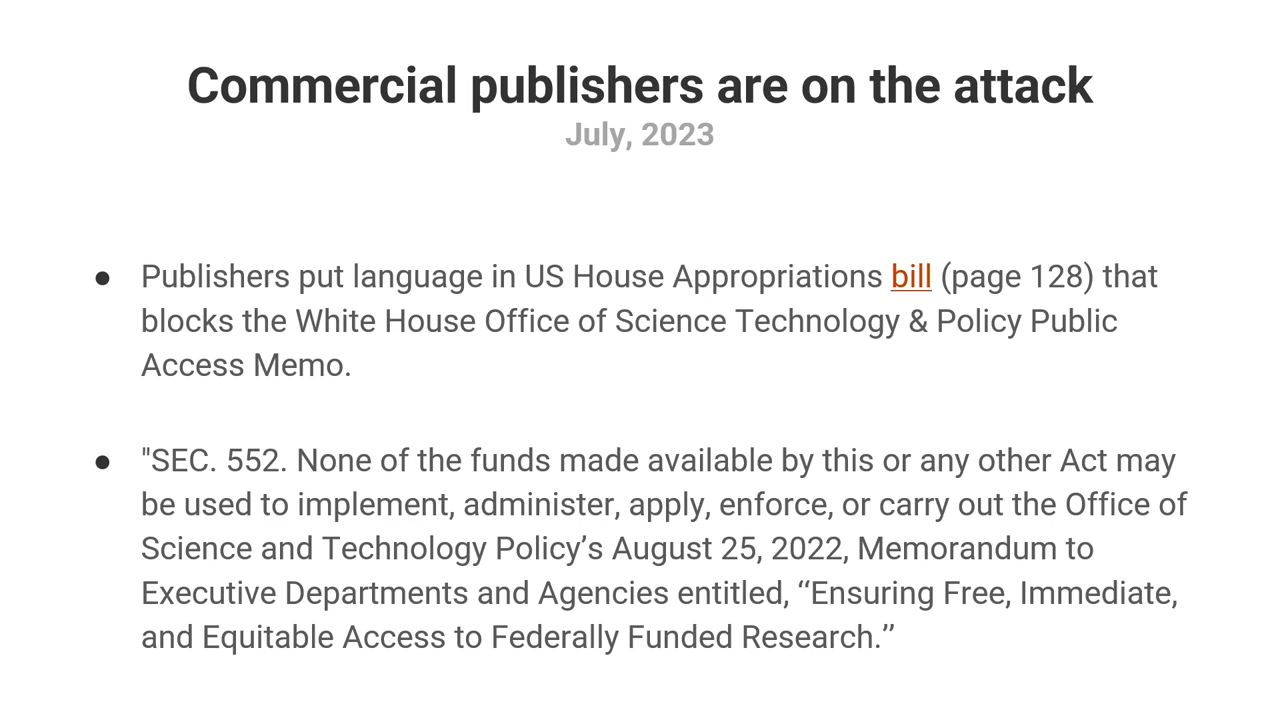 Commercial publishers are on the attack
July, 2023
● Publishers put language in US House Appropriations bill (page 128) that
blocks the White House Office of Science Technology & Policy Public
Access Memo.
● "SEC. 552. None of the funds made available by this or any other Act may
be used to implement, administer, apply, enforce, or carry out the Office of
Science and Technology Policy’s August 25, 2022, Memorandum to
Executive Departments and Agencies entitled, ‘‘Ensuring Free, Immediate,
and Equitable Access to Federally Funded Research.’’